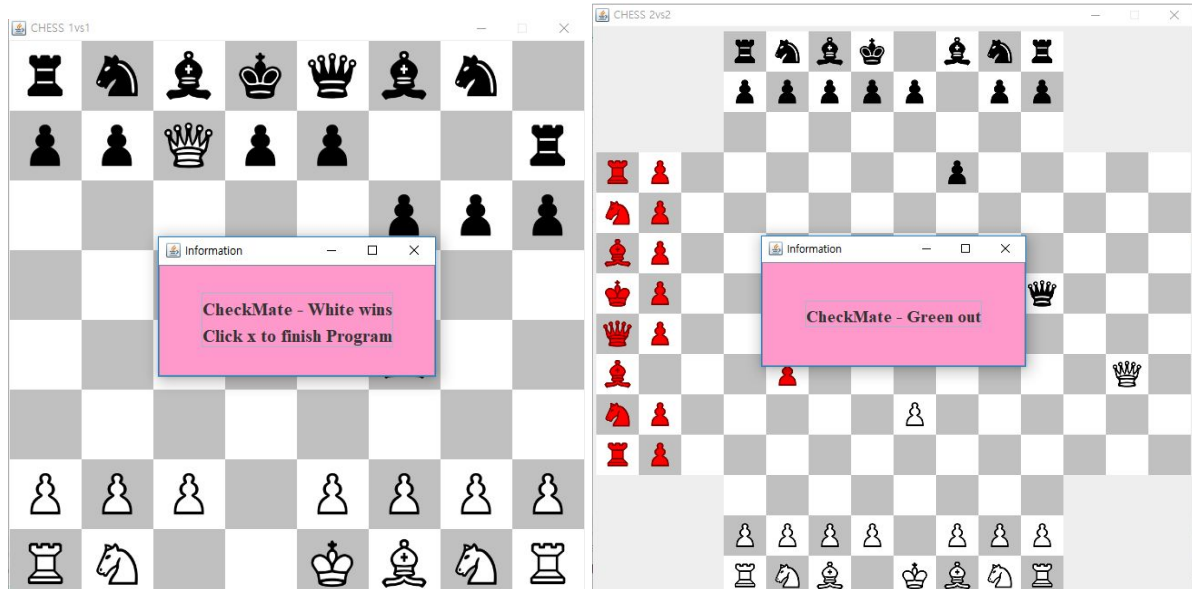 CHESS 1vs1
Information
CheckMate - White wins
Click x to finish Program
CHESS 2vs2
Information
CheckMate - Green out